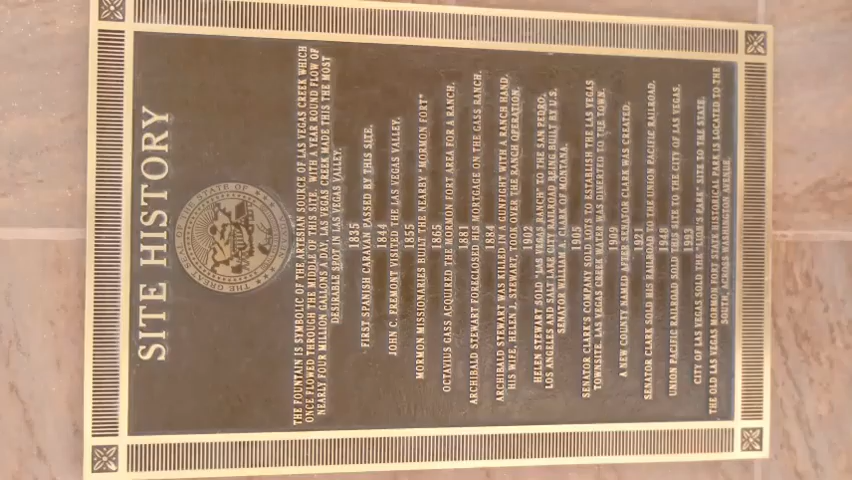 SITE HISTORY
THE GREAT SEAL OF THE STATE OF NEVADA
THE FOUNTAIN IS SYMBOLIC OF THE ARTESIAN SOURCE OF LAS VEGAS CREEK WHICH
ONCE FLOWED THROUGH THE MIDDLE OF THIS SITE. WITH A YEAR ROUND FLOW OF
NEARLY FOUR MILLION GALLONS A DAY, LAS VEGAS CREEK MADE THIS THE MOST
DESIRABLE SPOT IN LAS VEGAS VALLEY.
1835
FIRST SPANISH CARAVAN PASSED BY THIS SITE.
1844
JOHN C. FREMONT VISITED THE LAS VEGAS VALLEY.
1855
MORMON MISSIONARIES BUILT THE NEARBY "MORMON FORT"
1865
OCTAVIUS GASS ACQUIRED THE MORMON FORT AREA FOR A RANCH.
1881
ARCHIBALD STEWART FORECLOSED HIS MORTGAGE ON THE GASS RANCH.
ARCHIBALD STEWART WAS KILLED IN A GUNFIGHT WITH A RANCH HAND.
HIS WIFE, HELEN J. STEWART, TOOK OVER THE RANCH OPERATION.
1902
HELEN STEWART SOLD "LAS VEGAS RANCH" TO THE SAN PEDRO,
LOS ANGELES AND SALT LAKE CITY RAILROAD BEING BUILT BY U.S.
SENATOR WILLIAM A. CLARK OF MONTANA.
SENATOR CLARK'S COMPANY SOLD LOTS TO ESTABLISH THE LAS VEGAS
TOWNSITE. LAS VEGAS CREEK WATER WAS DIVERTED TO THE TOWN.
1909
A NEW COUNTY NAMED AFTER SENATOR CLARK WAS CREATED.
1921
SENATOR CLARK SOLD HIS RAILROAD TO THE UNION PACIFIC RAILROAD.
1948
UNION PACIFIC RAILROAD SOLD THIS SITE TO THE CITY OF LAS VEGAS.
CITY OF LAS VEGAS SOLD THE "LION'S PARK" SITE TO THE STATE.
THE OLD LAS VEGAS MORMON FORT STATE HISTORICAL PARK IS LOCATED TO THE
SOUTH, ACROSS WASHINGTON AVENUE.